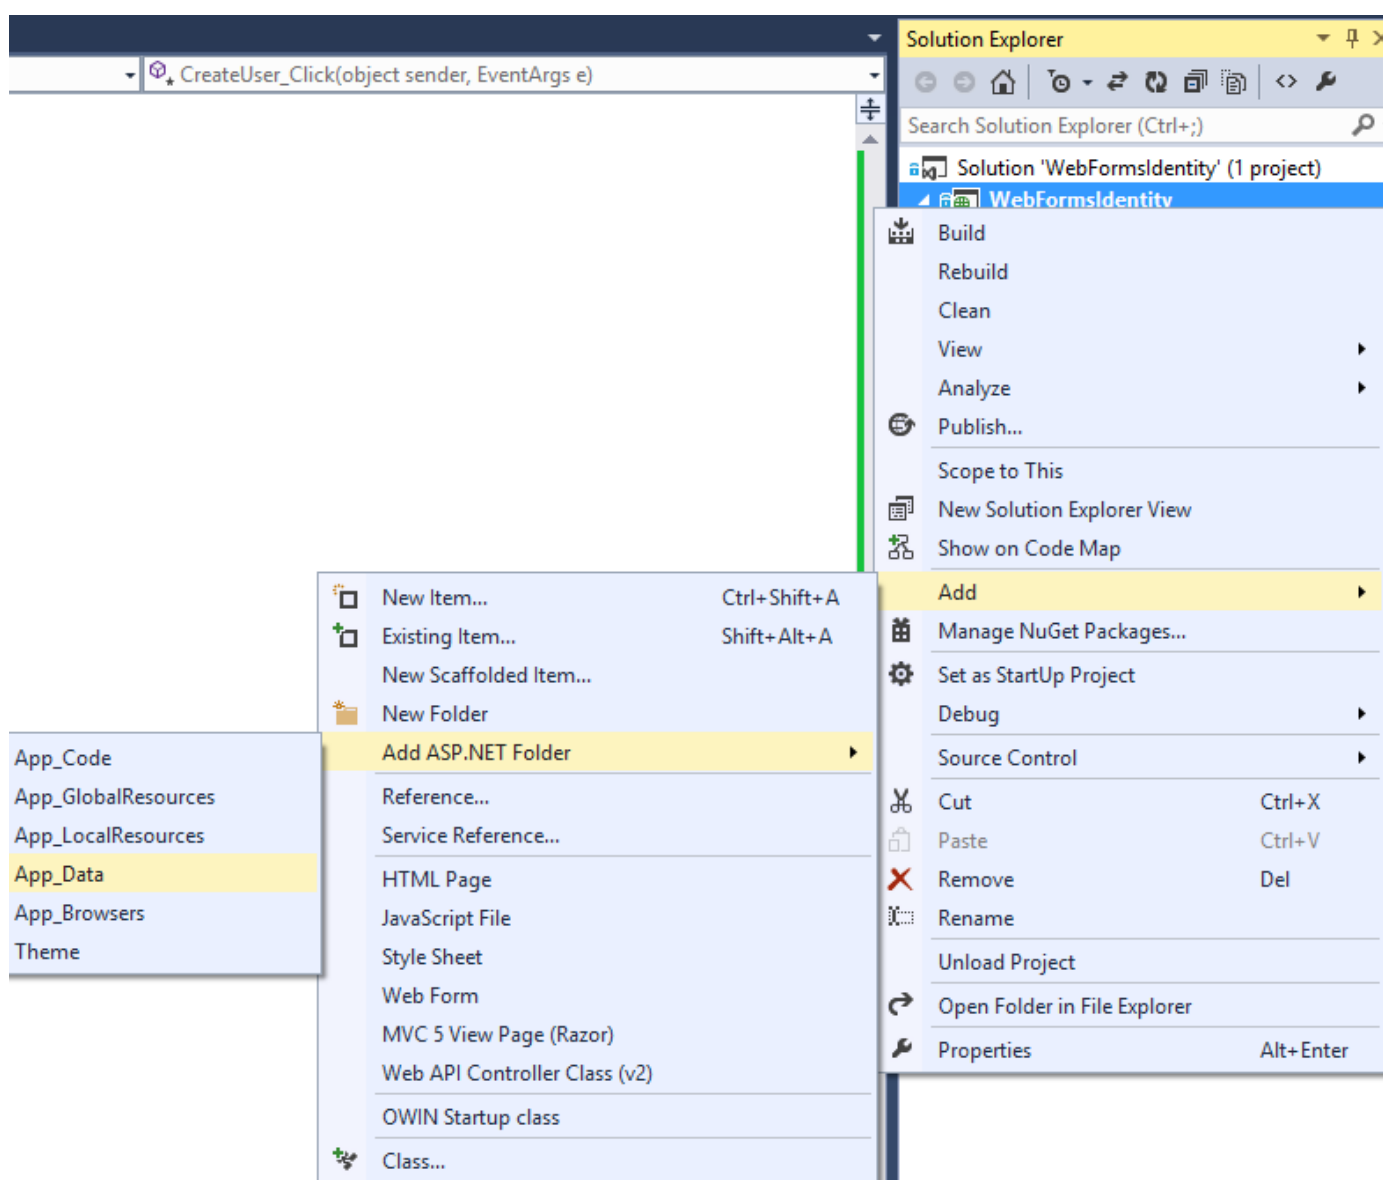 Solution Explorer
CreateUser_Click(object sender, EventArgs e)
Search Solution Explorer (Ctrl+;)
Solution 'WebFormsIdentity' (1 project)
WebFormsIdentity
Build
Rebuild
Clean
View
Analyze
Publish...
Scope to This
New Solution Explorer View
Show on Code Map
Add
Manage NuGet Packages...
Set as StartUp Project
Debug
Source Control
Cut Ctrl+X
Paste Ctrl+V
Remove Del
Rename
Unload Project
Open Folder in File Explorer
Properties Alt+Enter
New Item... Ctrl+Shift+A
Existing Item... Shift+Alt+A
New Scaffolded Item...
New Folder
Add ASP.NET Folder
Reference...
Service Reference...
HTML Page
JavaScript File
Style Sheet
Web Form
MVC 5 View Page (Razor)
Web API Controller Class (v2)
OWIN Startup class
Class...
App_Code
App_GlobalResources
App_LocalResources
App_Data
App_Browsers
Theme